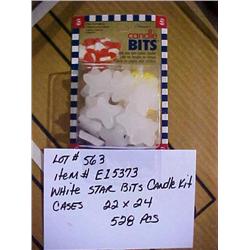 candle
BITS
LOT # 563
item # E15373
White STAR BiTS Candle Kit
CASES 22 x 24
528 PCS